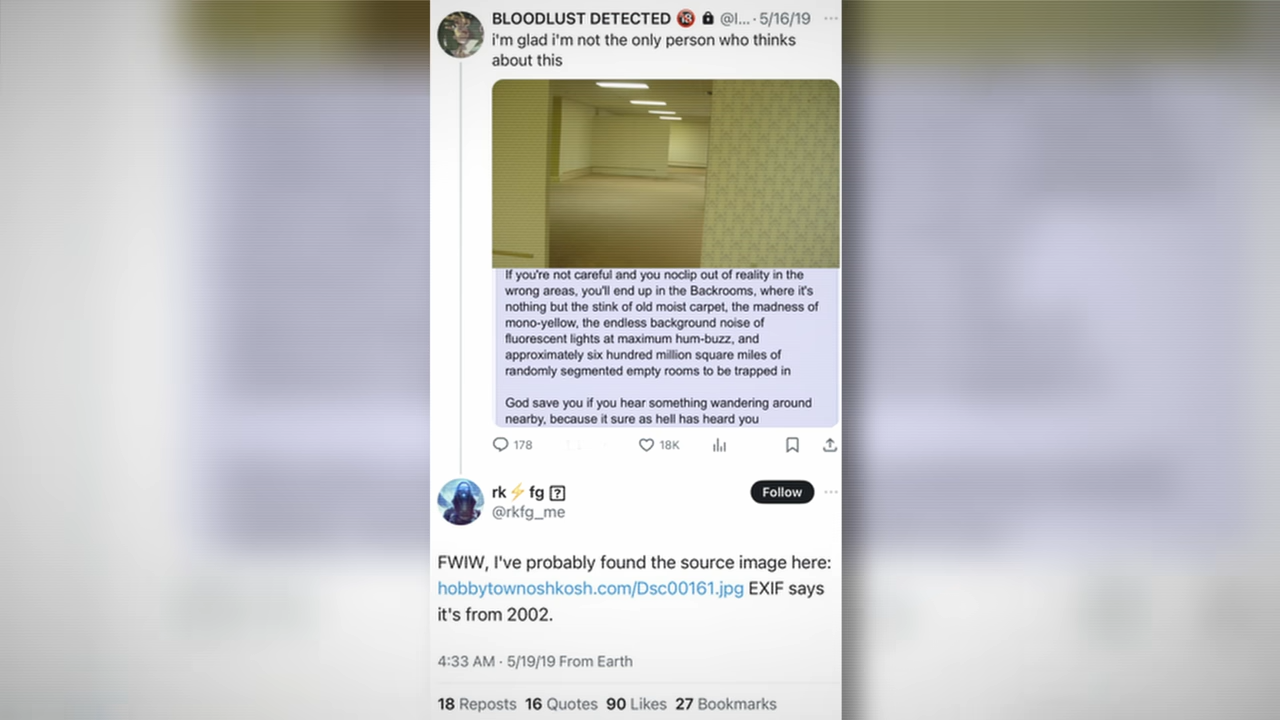 BLOODLUST DETECTED 🔞 🔒 @l... · 5/16/19
i'm glad i'm not the only person who thinks
about this
If you're not careful and you noclip out of reality in the
wrong areas, you'll end up in the Backrooms, where it's
nothing but the stink of old moist carpet, the madness of
mono-yellow, the endless background noise of
fluorescent lights at maximum hum-buzz, and
approximately six hundred million square miles of
randomly segmented empty rooms to be trapped in
God save you if you hear something wandering around
nearby, because it sure as hell has heard you
178 18K
rk⚡fg ?
Follow
@rkfg_me
FWIW, I've probably found the source image here:
hobbytownoshkosh.com/Dsc00161.jpg EXIF says
it's from 2002.
4:33 AM · 5/19/19 From Earth
18 Reposts 16 Quotes 90 Likes 27 Bookmarks